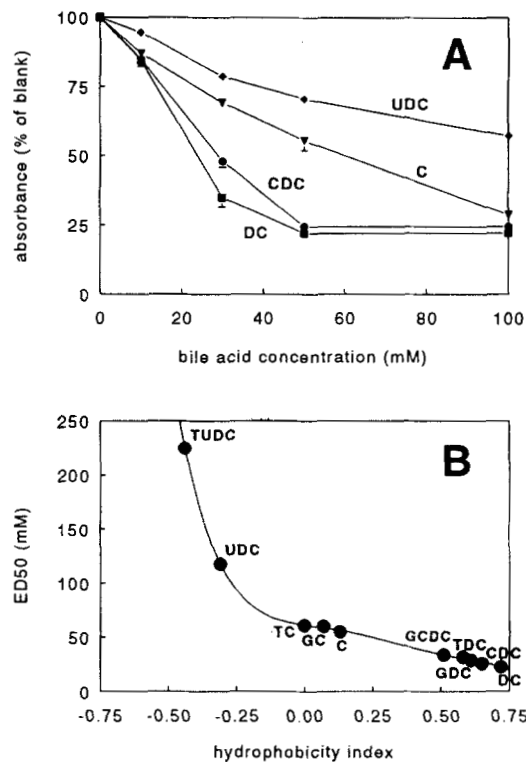 A
absorbance (% of blank)
100
75
50
25
0
UDC
C
CDC
DC
0 20 40 60 80 100
bile acid concentration (mM)
B
ED50 (mM)
250
200
150
100
50
0
TUDC
UDC
TC GC C
GCDC TDC CDC
GDC DC
-0.75 -0.50 -0.25 0.00 0.25 0.50 0.75
hydrophobicity index